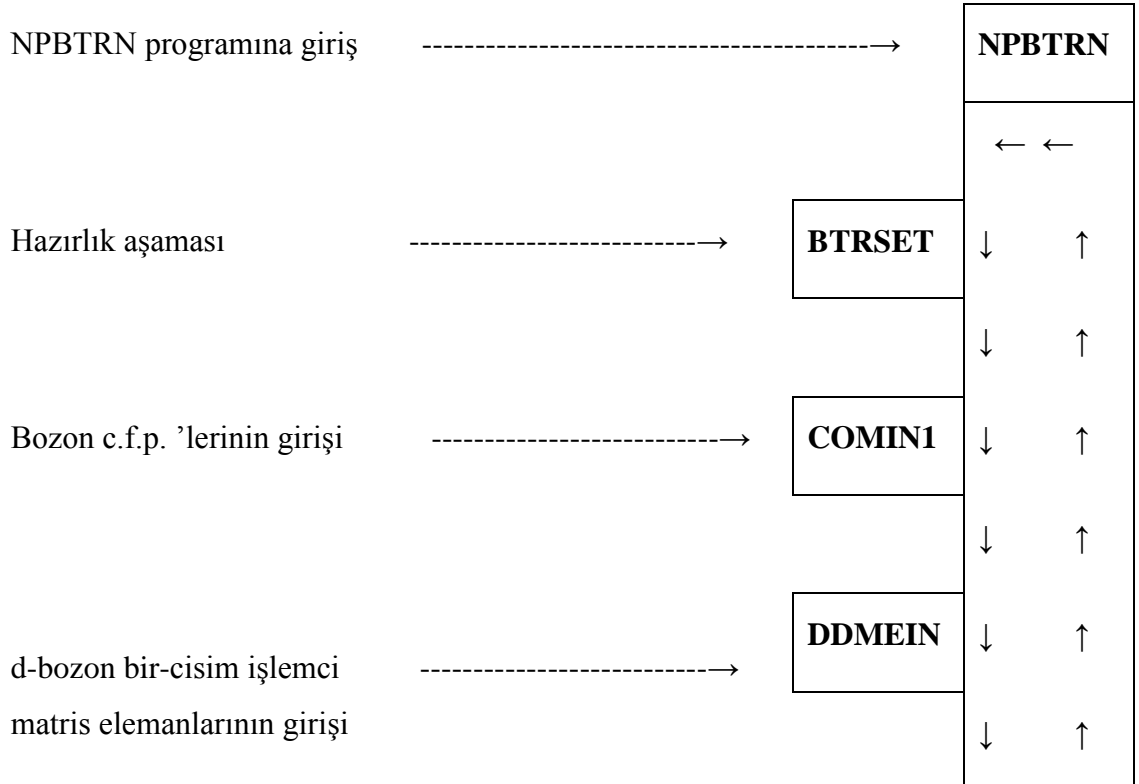 NPBTRN programına giriş ------------------------------------------→ NPBTRN
← ←
Hazırlık aşaması ---------------------------→ BTRSET ↓ ↑
↓ ↑
Bozon c.f.p. ’lerinin girişi ---------------------------→ COMIN1 ↓ ↑
↓ ↑
DDMEIN ↓ ↑
d-bozon bir-cisim işlemci ---------------------------→
matris elemanlarının girişi
↓ ↑